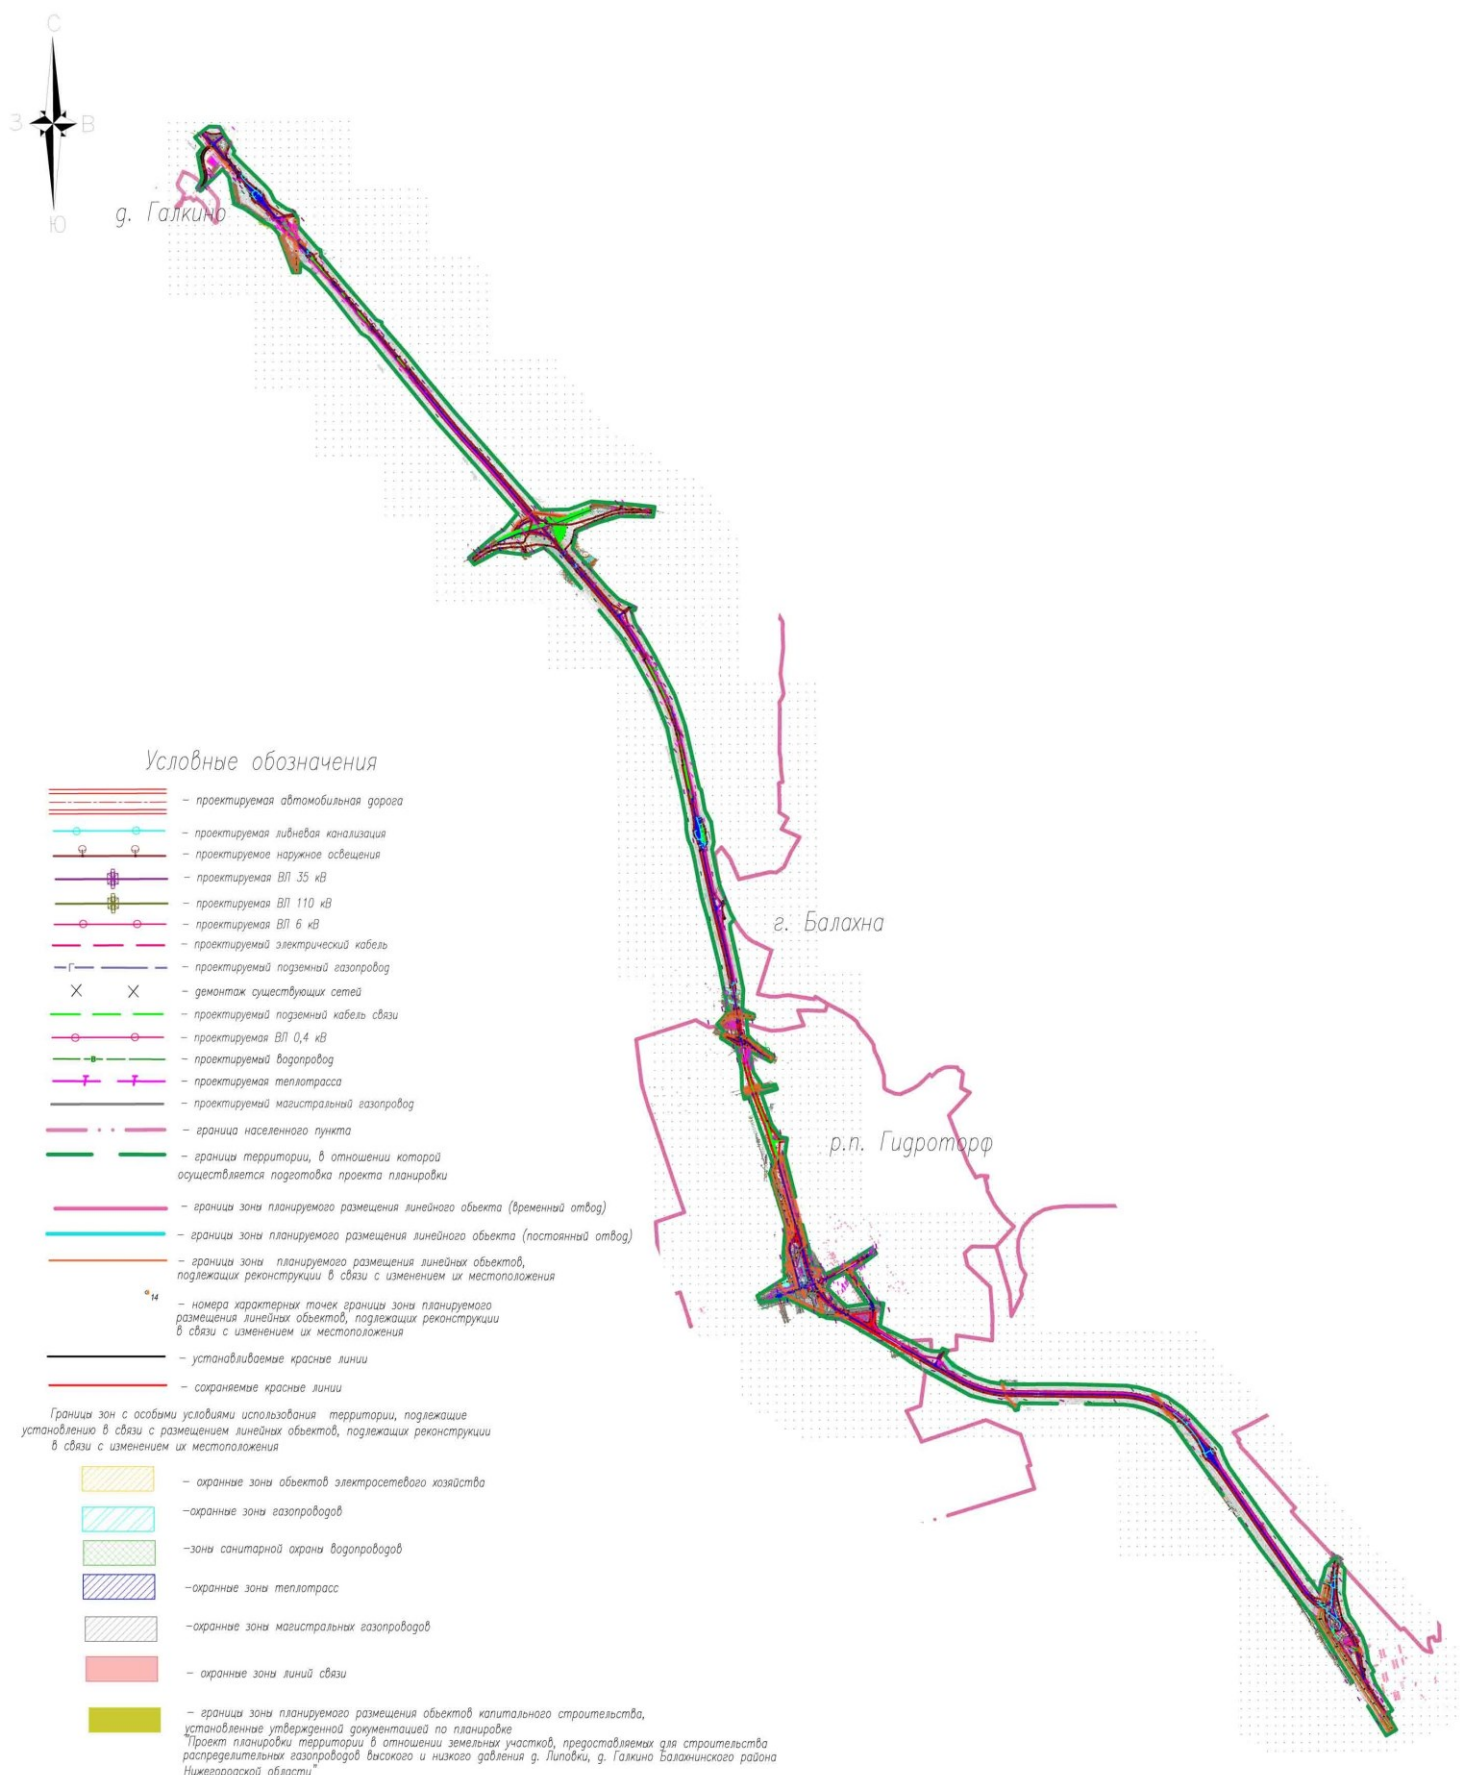 С
З
В
Ю
д. Галкино
г. Балахна
р.п. Гидроторф
Условные обозначения
- проектируемая автомобильная дорога
- проектируемая ливневая канализация
- проектируемое наружное освещения
- проектируемая ВЛ 35 кВ
- проектируемая ВЛ 110 кВ
- проектируемая ВЛ 6 кВ
- проектируемый электрический кабель
Г
- проектируемый подземный газопровод
- демонтаж существующих сетей
- проектируемый подземный кабель связи
- проектируемая ВЛ 0,4 кВ
- проектируемый водопровод
- проектируемая теплотрасса
- проектируемый магистральный газопровод
- граница населенного пункта
- границы территории, в отношении которой
осуществляется подготовка проекта планировки
- границы зоны планируемого размещения линейного объекта (временный отвод)
- границы зоны планируемого размещения линейного объекта (постоянный отвод)
- границы зоны планируемого размещения линейных объектов,
подлежащих реконструкции в связи с изменением их местоположения
14
- номера характерных точек границы зоны планируемого
размещения линейных объектов, подлежащих реконструкции
в связи с изменением их местоположения
- устанавливаемые красные линии
- сохраняемые красные линии
Границы зон с особыми условиями использования территории, подлежащие
установлению в связи с размещением линейных объектов, подлежащих реконструкции
в связи с изменением их местоположения
- охранные зоны объектов электросетевого хозяйства
-охранные зоны газопроводов
-зоны санитарной охраны водопроводов
-охранные зоны теплотрасс
-охранные зоны магистральных газопроводов
- охранные зоны линий связи
- границы зоны планируемого размещения объектов капитального строительства,
установленные утвержденной документацией по планировке
"Проект планировки территории в отношении земельных участков, предоставляемых для строительства
распределительных газопроводов высокого и низкого давления д. Липовки, д. Галкино Балахнинского района
Нижегородской области"